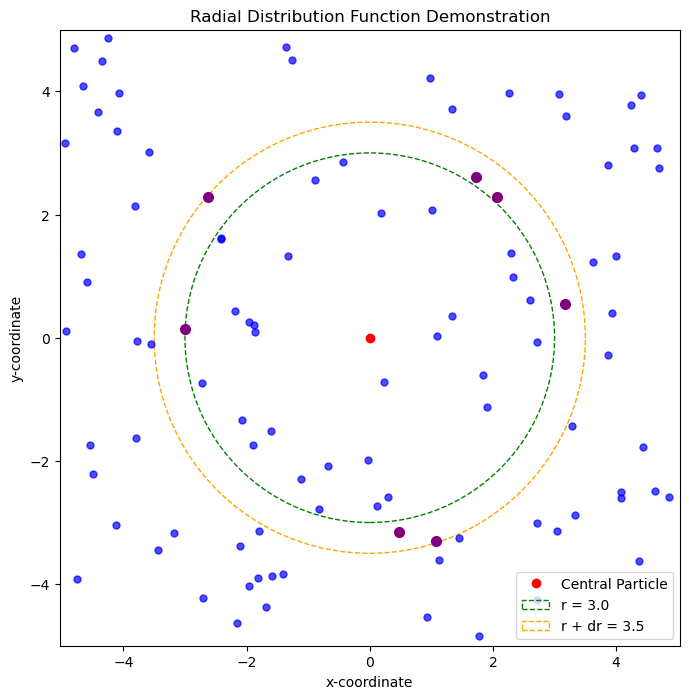 Radial Distribution Function Demonstration
y-coordinate
4
2
0
−2
−4
−4
−2
0
2
4
x-coordinate
Central Particle
r = 3.0
r + dr = 3.5